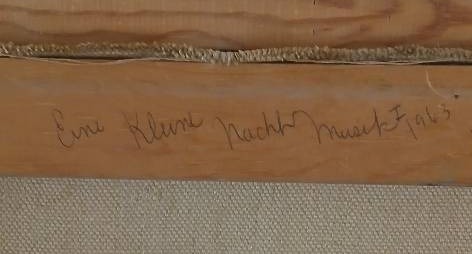 Eine Kleine Nacht Musik I, 1963